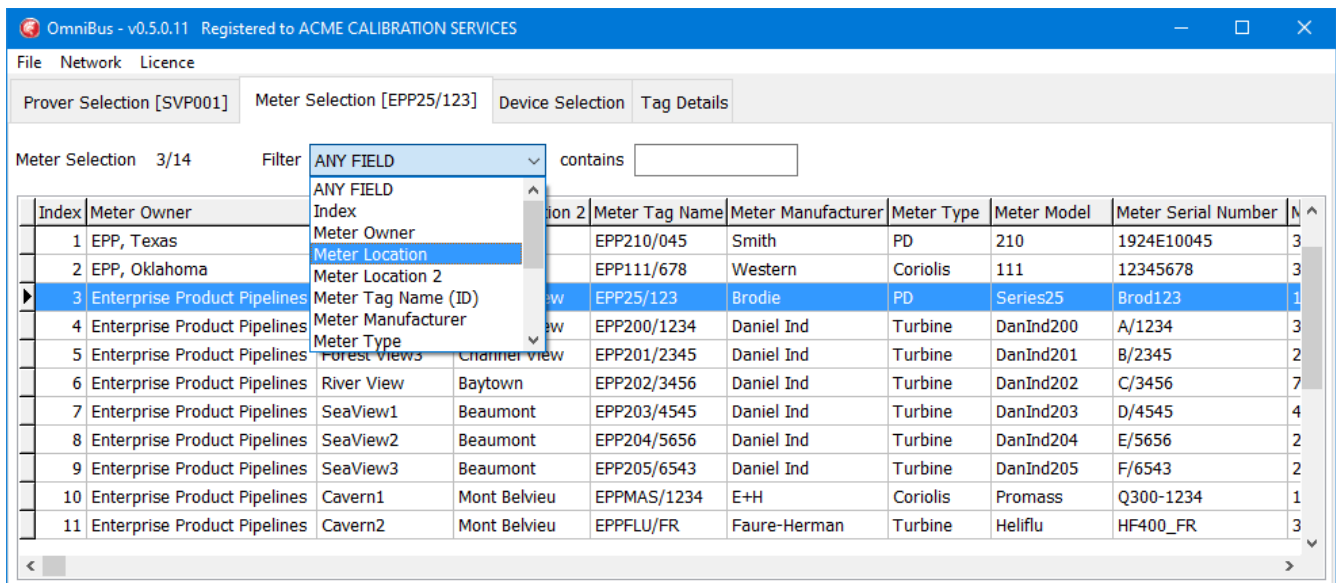 OmniBus - v0.5.0.11 Registered to ACME CALIBRATION SERVICES
File Network Licence
Prover Selection [SVP001] Meter Selection [EPP25/123] Device Selection Tag Details
Meter Selection 3/14 Filter ANY FIELD contains
ANY FIELD
Index
Meter Owner
Meter Location
Meter Location 2
Meter Tag Name (ID)
Meter Manufacturer
Meter Type
Index Meter Owner 2 Meter Tag Name Meter Manufacturer Meter Type Meter Model Meter Serial Number
1 EPP, Texas EPP210/045 Smith PD 210 1924E10045 3
2 EPP, Oklahoma EPP111/678 Western Coriolis 111 12345678 3
3 Enterprise Product Pipelines EPP25/123 Brodie PD Series25 Brod123 1
4 Enterprise Product Pipelines EPP200/1234 Daniel Ind Turbine DanInd200 A/1234 3
5 Enterprise Product Pipelines Forest View3 Channel View EPP201/2345 Daniel Ind Turbine DanInd201 B/2345 2
6 Enterprise Product Pipelines River View Baytown EPP202/3456 Daniel Ind Turbine DanInd202 C/3456 7
7 Enterprise Product Pipelines SeaView1 Beaumont EPP203/4545 Daniel Ind Turbine DanInd203 D/4545 4
8 Enterprise Product Pipelines SeaView2 Beaumont EPP204/5656 Daniel Ind Turbine DanInd204 E/5656 2
9 Enterprise Product Pipelines SeaView3 Beaumont EPP205/6543 Daniel Ind Turbine DanInd205 F/6543 2
10 Enterprise Product Pipelines Cavern1 Mont Belvieu EPPMAS/1234 E+H Coriolis Promass Q300-1234 1
11 Enterprise Product Pipelines Cavern2 Mont Belvieu EPPFLU/FR Faure-Herman Turbine Heliflu HF400_FR 3